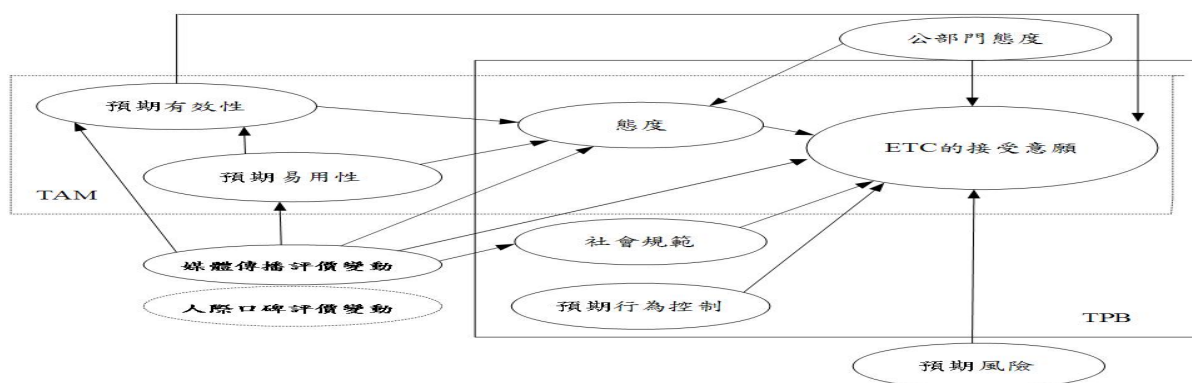 公部門態度
預期有效性
態度
ETC的接受意願
預期易用性
TAM
社會規範
媒體傳播評價變動
人際口碑評價變動
預期行為控制
TPB
預期風險